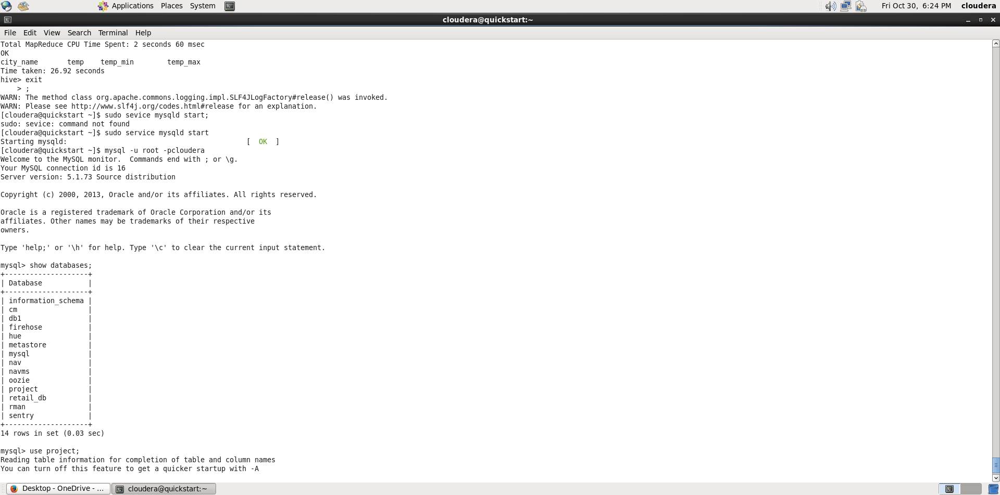 Applications Places System Fri Oct 30, 6:24 PM cloudera
cloudera@quickstart:~
File Edit View Search Terminal Help
Total MapReduce CPU Time Spent: 2 seconds 60 msec
OK
city_name       temp    temp_min        temp_max
Time taken: 26.92 seconds
hive> exit
    > ;
WARN: The method class org.apache.commons.logging.impl.SLF4JLogFactory#release() was invoked.
WARN: Please see http://www.slf4j.org/codes.html#release for an explanation.
[cloudera@quickstart ~]$ sudo sevice mysqld start;
sudo: sevice: command not found
[cloudera@quickstart ~]$ sudo service mysqld start
Starting mysqld:                                           [  OK  ]
[cloudera@quickstart ~]$ mysql -u root -pcloudera
Welcome to the MySQL monitor.  Commands end with ; or \g.
Your MySQL connection id is 16
Server version: 5.1.73 Source distribution
Copyright (c) 2000, 2013, Oracle and/or its affiliates. All rights reserved.
Oracle is a registered trademark of Oracle Corporation and/or its
affiliates. Other names may be trademarks of their respective
owners.
Type 'help;' or '\h' for help. Type '\c' to clear the current input statement.
mysql> show databases;
+--------------------+
| Database           |
+--------------------+
| information_schema |
| cm                 |
| db1                |
| firehose           |
| hue                |
| metastore          |
| mysql              |
| nav                |
| navms              |
| oozie              |
| project            |
| retail_db          |
| rman               |
| sentry             |
+--------------------+
14 rows in set (0.03 sec)
mysql> use project;
Reading table information for completion of table and column names
You can turn off this feature to get a quicker startup with -A
Desktop - OneDrive - ... cloudera@quickstart:~